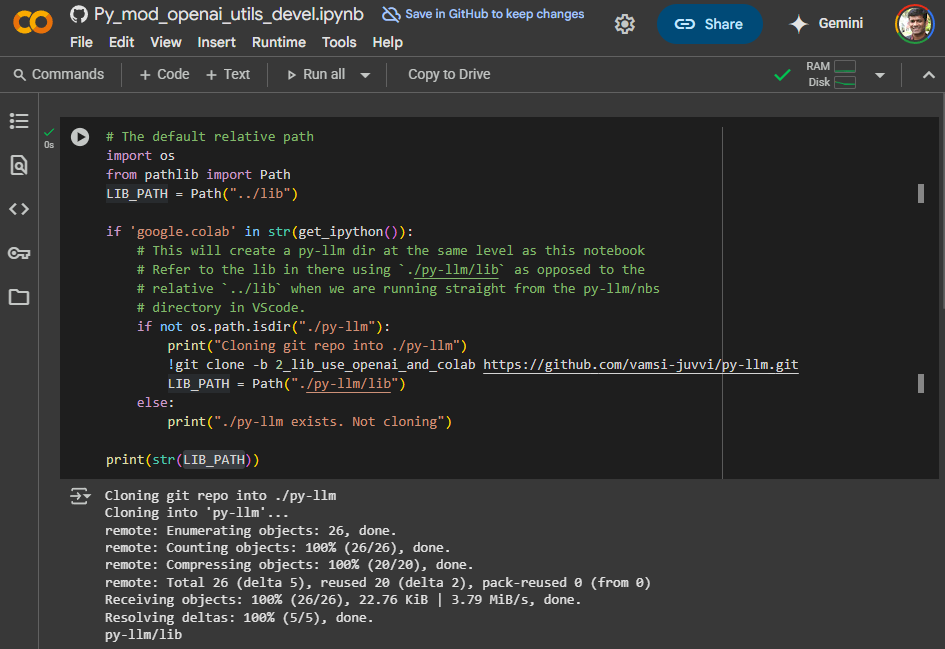 Py_mod_openai_utils_devel.ipynb Save in GitHub to keep changes Share Gemini
File Edit View Insert Runtime Tools Help
Commands + Code + Text Run all Copy to Drive RAM
Disk
0s
# The default relative path
import os
from pathlib import Path
LIB_PATH = Path("../lib")
if 'google.colab' in str(get_ipython()):
# This will create a py-llm dir at the same level as this notebook
# Refer to the lib in there using `./py-llm/lib` as opposed to the
# relative `../lib` when we are running straight from the py-llm/nbs
# directory in VScode.
if not os.path.isdir("./py-llm"):
print("Cloning git repo into ./py-llm")
!git clone -b 2_lib_use_openai_and_colab https://github.com/vamsi-juvvi/py-llm.git
LIB_PATH = Path("./py-llm/lib")
else:
print("./py-llm exists. Not cloning")
print(str(LIB_PATH))
Cloning git repo into ./py-llm
Cloning into 'py-llm'...
remote: Enumerating objects: 26, done.
remote: Counting objects: 100% (26/26), done.
remote: Compressing objects: 100% (20/20), done.
remote: Total 26 (delta 5), reused 20 (delta 2), pack-reused 0 (from 0)
Receiving objects: 100% (26/26), 22.76 KiB | 3.79 MiB/s, done.
Resolving deltas: 100% (5/5), done.
py-llm/lib